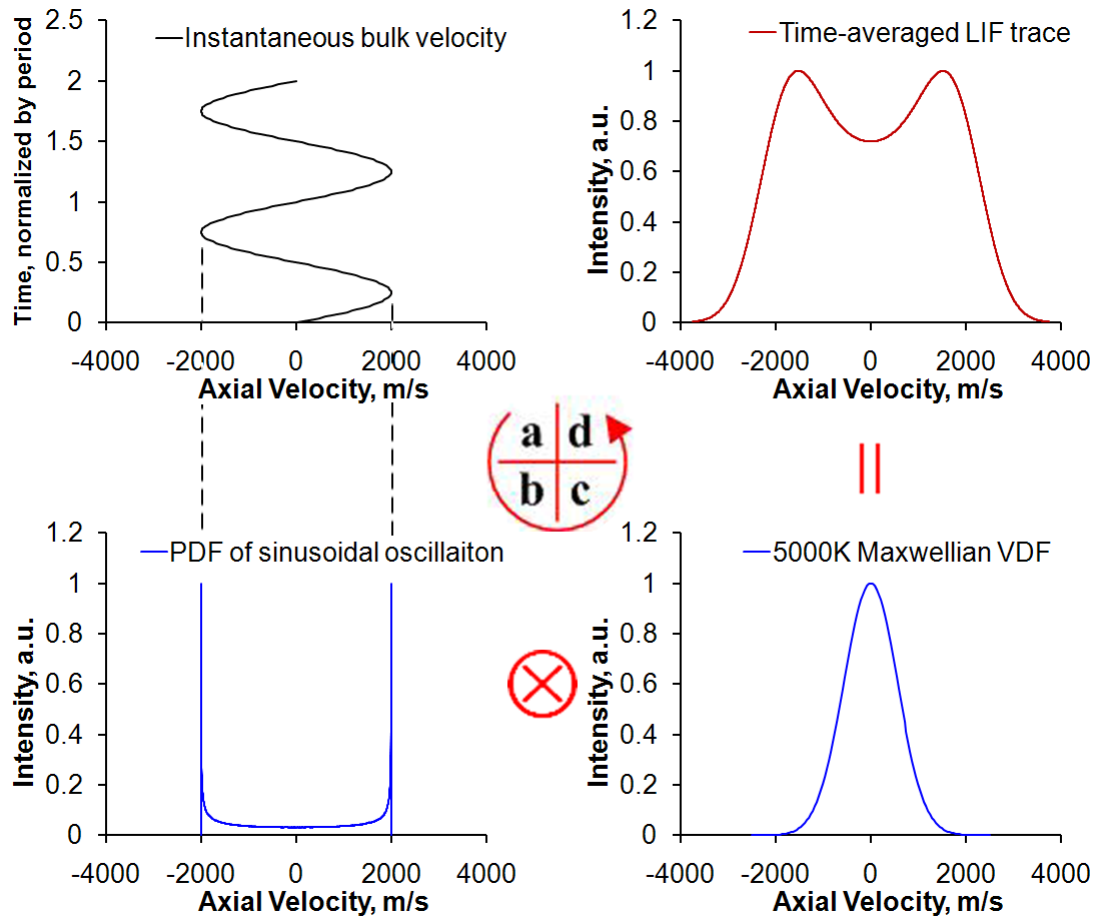 Instantaneous bulk velocity
Time, normalized by period
2
1.5
1
0.5
0
-4000 -2000 0 2000 4000
Axial Velocity, m/s
Time-averaged LIF trace
Intensity, a.u.
1.2
1
0.8
0.6
0.4
0.2
0
-4000 -2000 0 2000 4000
Axial Velocity, m/s
a d
b c
PDF of sinusoidal oscillaiton
Intensity, a.u.
1.2
1
0.8
0.6
0.4
0.2
0
-4000 -2000 0 2000 4000
Axial Velocity, m/s
5000K Maxwellian VDF
Intensity, a.u.
1.2
1
0.8
0.6
0.4
0.2
0
-4000 -2000 0 2000 4000
Axial Velocity, m/s